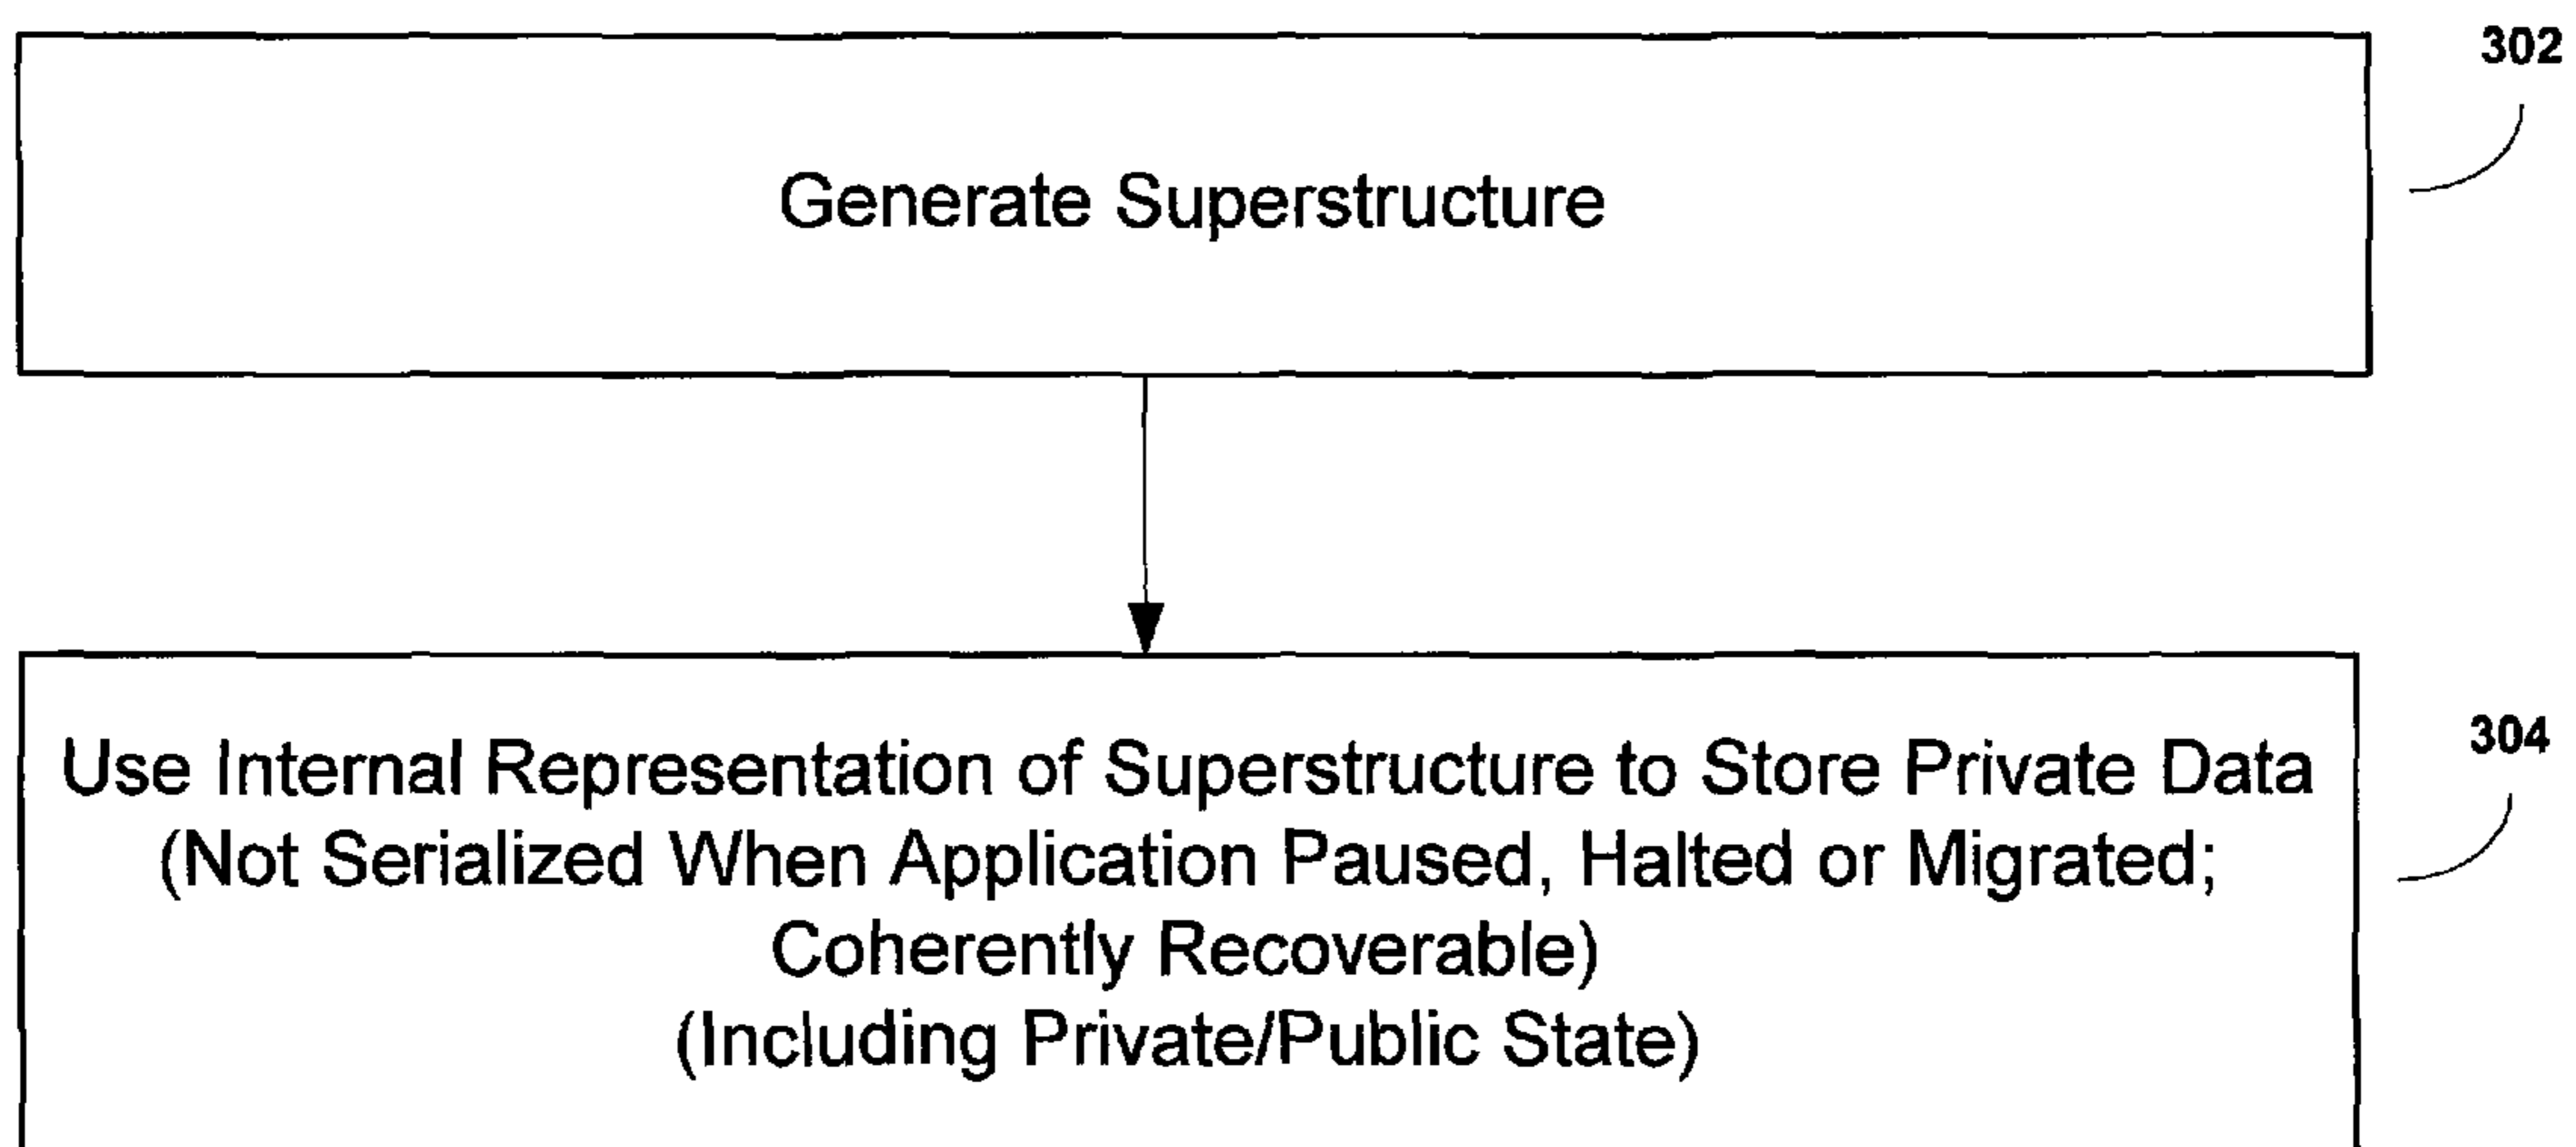 302
Generate Superstructure
304
Use Internal Representation of Superstructure to Store Private Data
(Not Serialized When Application Paused, Halted or Migrated;
Coherently Recoverable)
(Including Private/Public State)